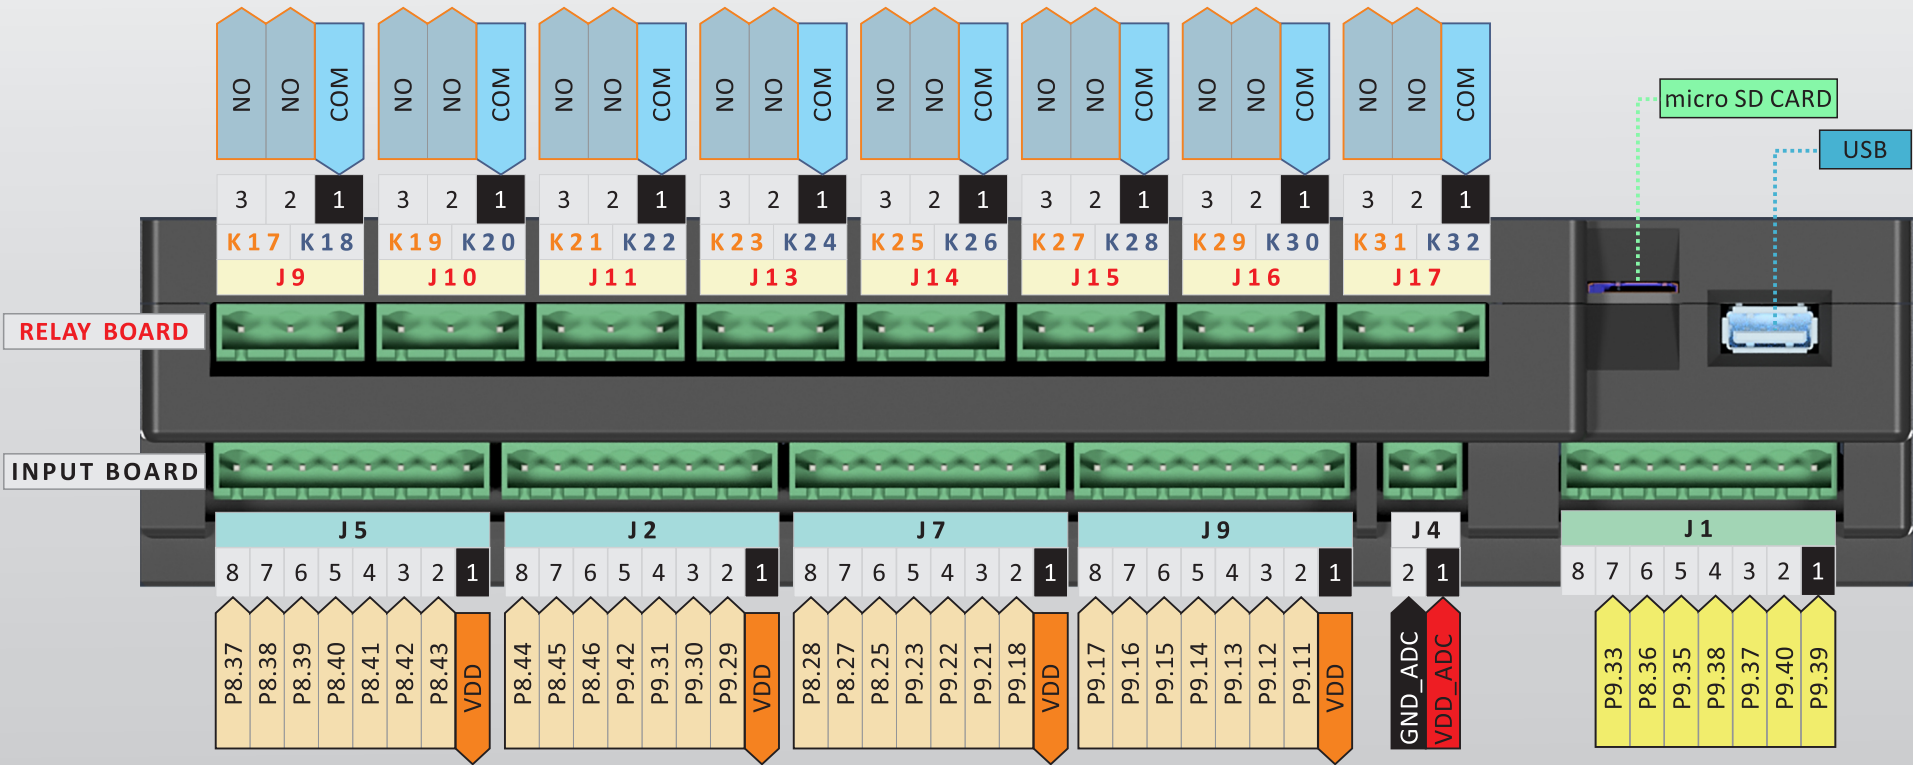 NO NO COM NO NO COM NO NO COM NO NO COM NO NO COM NO NO COM NO NO COM NO NO COM
micro SD CARD
USB
3 2 1 3 2 1 3 2 1 3 2 1 3 2 1 3 2 1 3 2 1 3 2 1
K17 K18 K19 K20 K21 K22 K23 K24 K25 K26 K27 K28 K29 K30 K31 K32
J9 J10 J11 J13 J14 J15 J16 J17
RELAY BOARD
INPUT BOARD
J5 J2 J7 J9 J4 J1
8 7 6 5 4 3 2 1 8 7 6 5 4 3 2 1 8 7 6 5 4 3 2 1 8 7 6 5 4 3 2 1 2 1 8 7 6 5 4 3 2 1
P8.37 P8.38 P8.39 P8.40 P8.41 P8.42 P8.43 VDD P8.44 P8.45 P8.46 P9.42 P9.31 P9.30 P9.29 VDD P8.28 P8.27 P8.25 P9.23 P9.22 P9.21 P9.18 VDD P9.17 P9.16 P9.15 P9.14 P9.13 P9.12 P9.11 VDD GND_ADC VDD_ADC P9.33 P8.36 P9.35 P9.38 P9.37 P9.40 P9.39